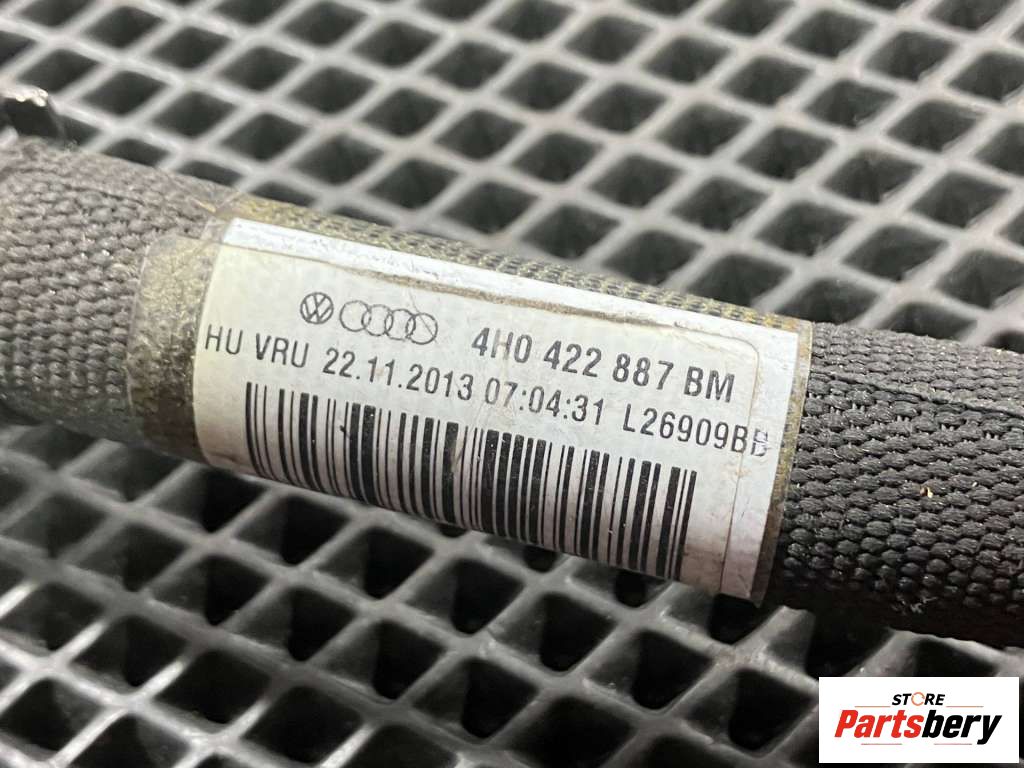 4H0 422 887 BM
HU VRU 22.11.2013 07:04:31 L26909BB
STORE
Partsbery